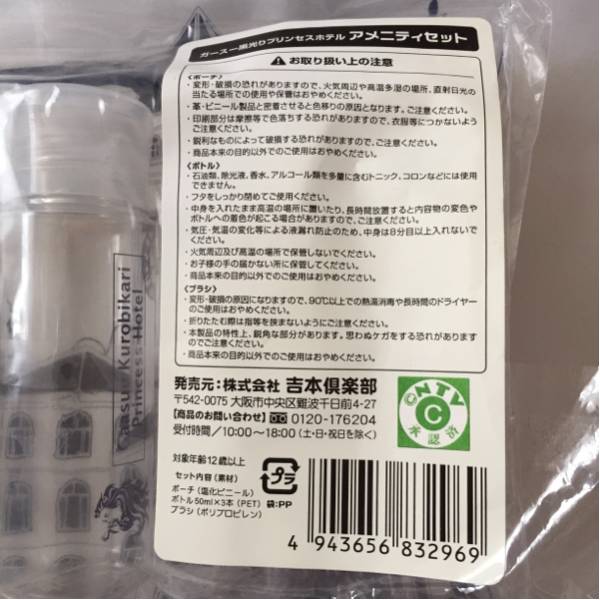 ガースー黒光りプリンセスホテル アメニティセット
お取り扱い上の注意
<ポーチ>
・変形・破損の恐れがありますので、火気周辺や高温多湿の場所、直射日光の
当たる場所での使用や保管はおやめください。
・革・ビニール製品と密着させると色移りの原因となります。ご注意ください。
・印刷部分は摩擦等で色落ちする恐れがありますので、衣服等につかないよう
ご注意ください。
・鋭利なものによって破損する恐れがあります。ご注意ください。
・商品本来の目的以外でのご使用はおやめください。
<ボトル>
・石油類、除光液、香水、アルコール類を多量に含むトニック、コロンなどには使用
できません。
・フタをしっかり閉めてご使用ください。
・中身を入れたまま高温の場所に置いたり、長時間放置すると内容物の変色や
ボトルへの着色が起こる場合がありますので、ご注意ください。
・気圧・気温の変化等による液漏れ防止のため、中身は8分目以上入れないで
ください。
・火気周辺及び高温の場所で保管しないでください。
・お子様の手の届かない所に保管してください。
・商品本来の目的以外でのご使用はおやめください。
<ブラシ>
・変形・破損の原因になりますので、90℃以上での熱湯消毒や長時間のドライヤー
のご使用はおやめください。
・折りたたむ際は指等を挟まないようにご注意ください。
・本製品の特性上、鋭角な部分があります。思わぬケガをする恐れがあります
のでご注意ください。
・商品本来の目的以外でのご使用はおやめください。
発売元:株式会社 吉本倶楽部
〒542-0075 大阪市中央区難波千日前4-27
【商品のお問い合わせ】 0120-176204
受付時間/10:00~18:00(土・日・祝日を除く)
©NTV
C
承認済
対象年齢12歳以上
セット内容(素材)
ポーチ(塩化ビニール)
ボトル50ml×3本(PET)
ブラシ(ポリプロピレン)
プラ
袋:PP
4 943656 832969
Gaasu- Kurobikari
Princess Hotel